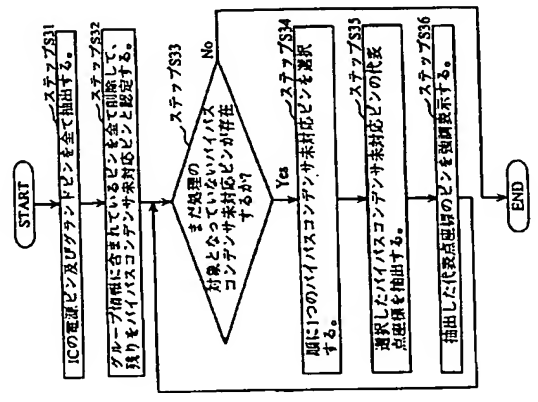 START
ステップS31
ICの電源ピン及びグランドピンを全て抽出する。
ステップS32
グループ情報に含まれているピンを全て削除して、
残りをバイパスコンデンサ未対応ピンと認定する。
ステップS33
まだ処理の
対象となっていないバイパス
コンデンサ未対応ピンが存在
するか?
No
Yes
ステップS34
順に1つのバイパスコンデンサ未対応ピンを選択
する。
ステップS35
選択したバイパスコンデンサ未対応ピンの代表
点座標を抽出する。
ステップS36
抽出した代表点座標のピンを強調表示する。
END